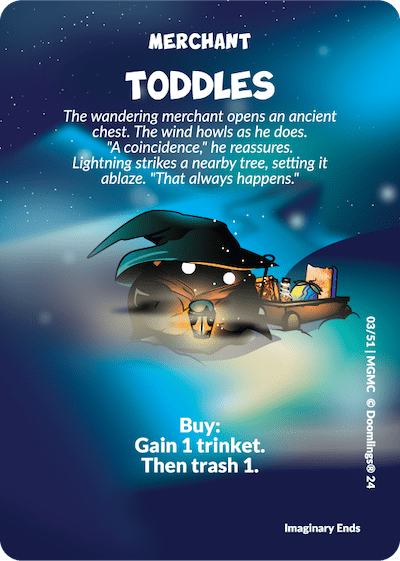 MERCHANT
TODDLES
The wandering merchant opens an ancient
chest. The wind howls as he does.
"A coincidence," he reassures.
Lightning strikes a nearby tree, setting it
ablaze. "That always happens."
03/51 | MGMC © Doomlings® 24
Buy:
Gain 1 trinket.
Then trash 1.
Imaginary Ends